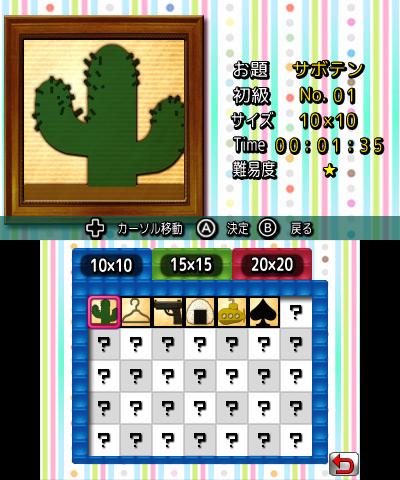 お題 サボテン
初級 No. 01
サイズ 10×10
Time 00:01:35
難易度 ★
カーソル移動 Ⓐ 決定 Ⓑ 戻る
10×10 15×15 20×20
?
? ? ? ? ? ? ?
? ? ? ? ? ? ?
? ? ? ? ? ? ?
? ? ? ? ? ? ?